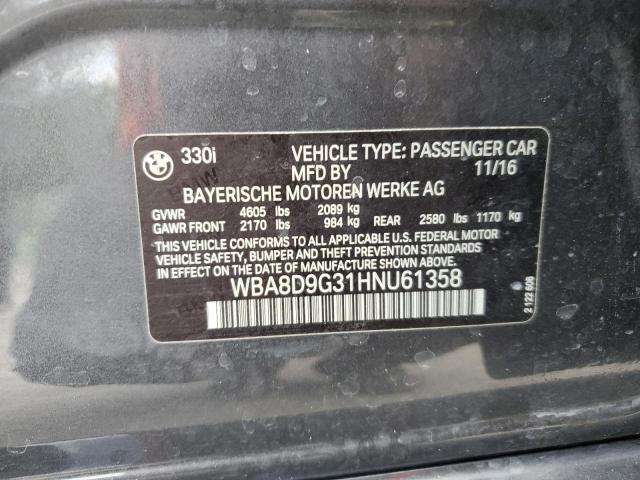 BMW 330i VEHICLE TYPE: PASSENGER CAR
MFD BY 11/16
BAYERISCHE MOTOREN WERKE AG
GVWR 4605 lbs 2089 kg
GAWR FRONT 2170 lbs 984 kg REAR 2580 lbs 1170 kg
THIS VEHICLE CONFORMS TO ALL APPLICABLE U.S. FEDERAL MOTOR
VEHICLE SAFETY, BUMPER AND THEFT PREVENTION STANDARDS
IN EFFECT ON THE DATE OF MANUFACTURE SHOWN ABOVE.
WBA8D9G31HNU61358
2 122 608